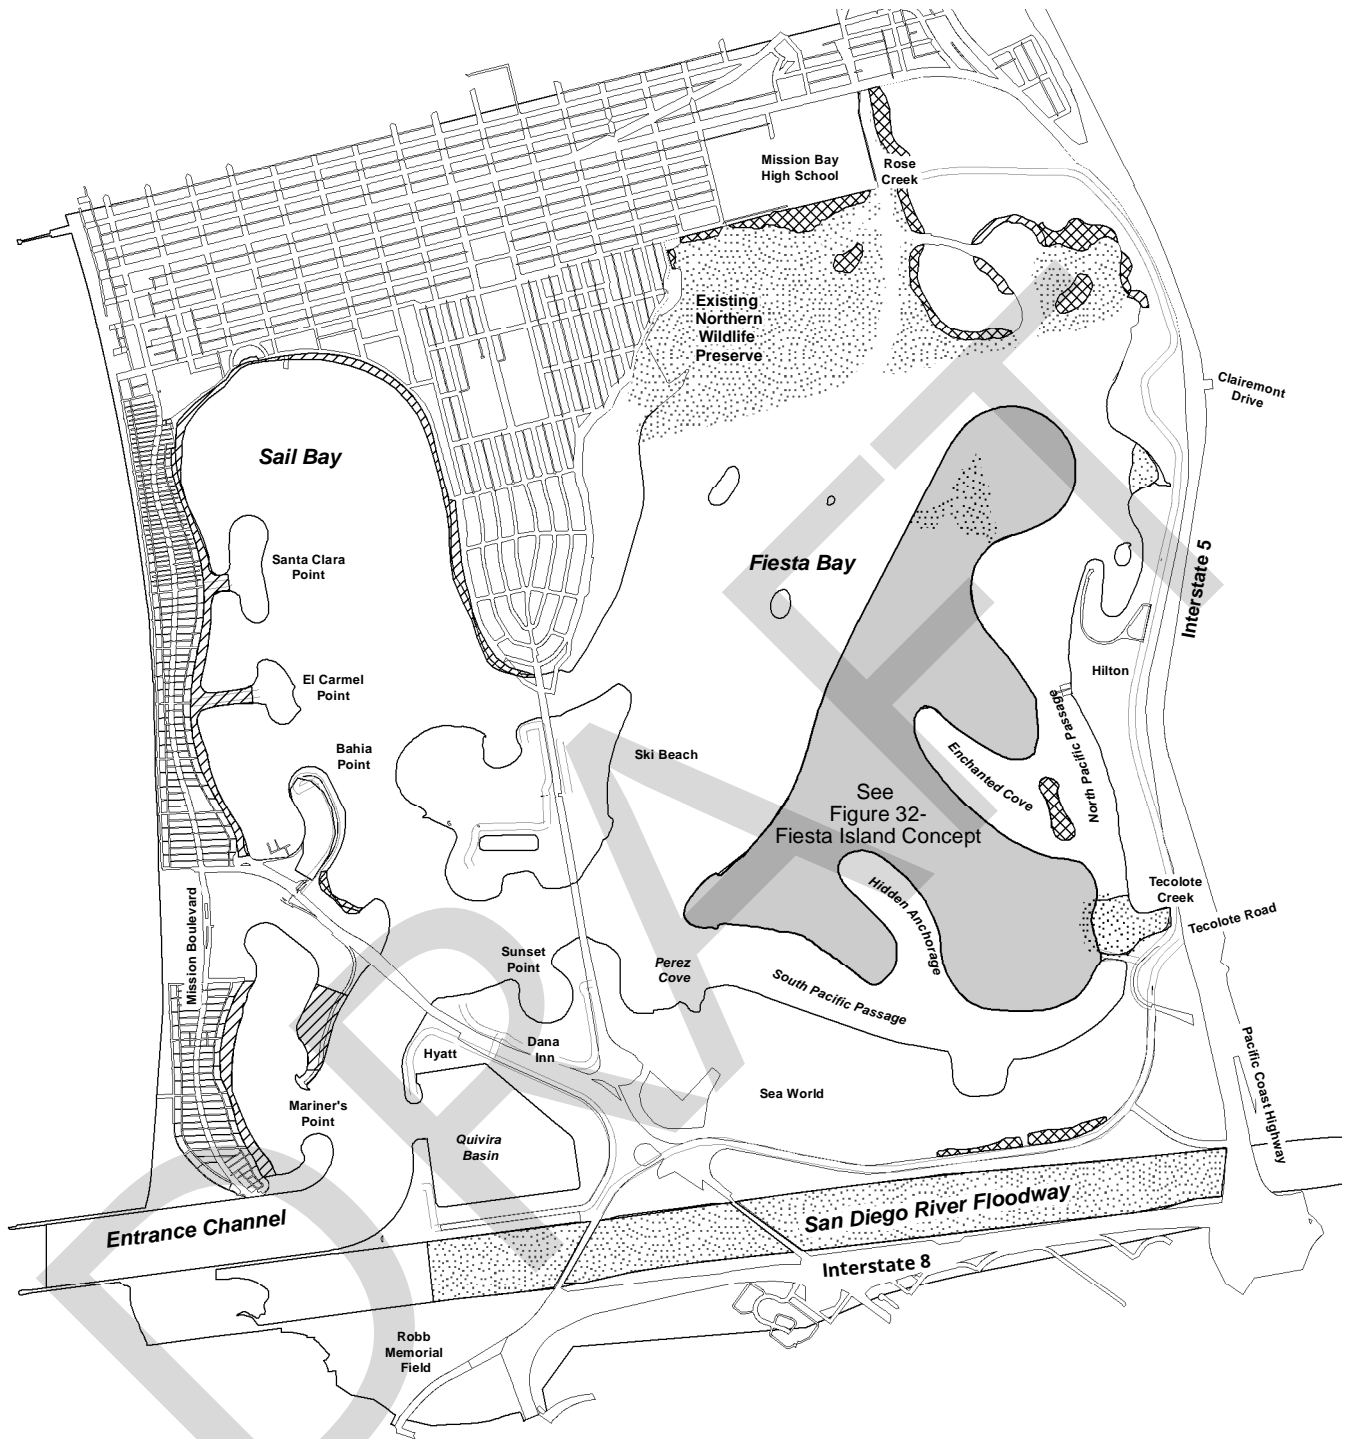 Mission Bay
High School
Rose
Creek
Existing
Northern
Wildlife
Preserve
Clairemont
Drive
Sail Bay
Santa Clara
Point
Fiesta Bay
Interstate 5
El Carmel
Point
Hilton
North Pacific Passage
Bahia
Point
Ski Beach
Enchanted Cove
See
Figure 32-
Fiesta Island Concept
Hidden Anchorage
Tecolote
Creek
Tecolote Road
Mission Boulevard
Sunset
Point
Perez
Cove
South Pacific Passage
Hyatt
Dana
Inn
Sea World
Pacific Coast Highway
Mariner's
Point
Quivira
Basin
Entrance Channel
San Diego River Floodway
Interstate 8
Robb
Memorial
Field
DRAFT